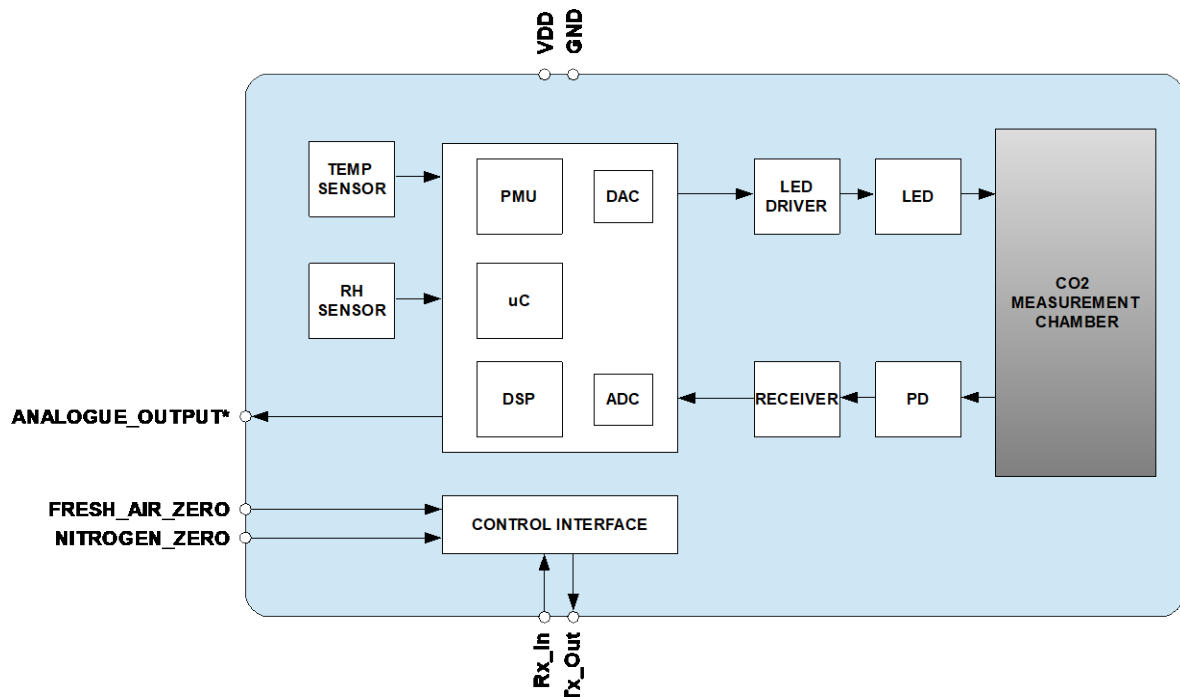 VDD
GND
TEMP
SENSOR
PMU
DAC
LED
DRIVER
LED
RH
SENSOR
uC
CO2
MEASUREMENT
CHAMBER
DSP
ADC
RECEIVER
PD
ANALOGUE_OUTPUT*
FRESH_AIR_ZERO
NITROGEN_ZERO
CONTROL INTERFACE
Rx_In
Tx_Out